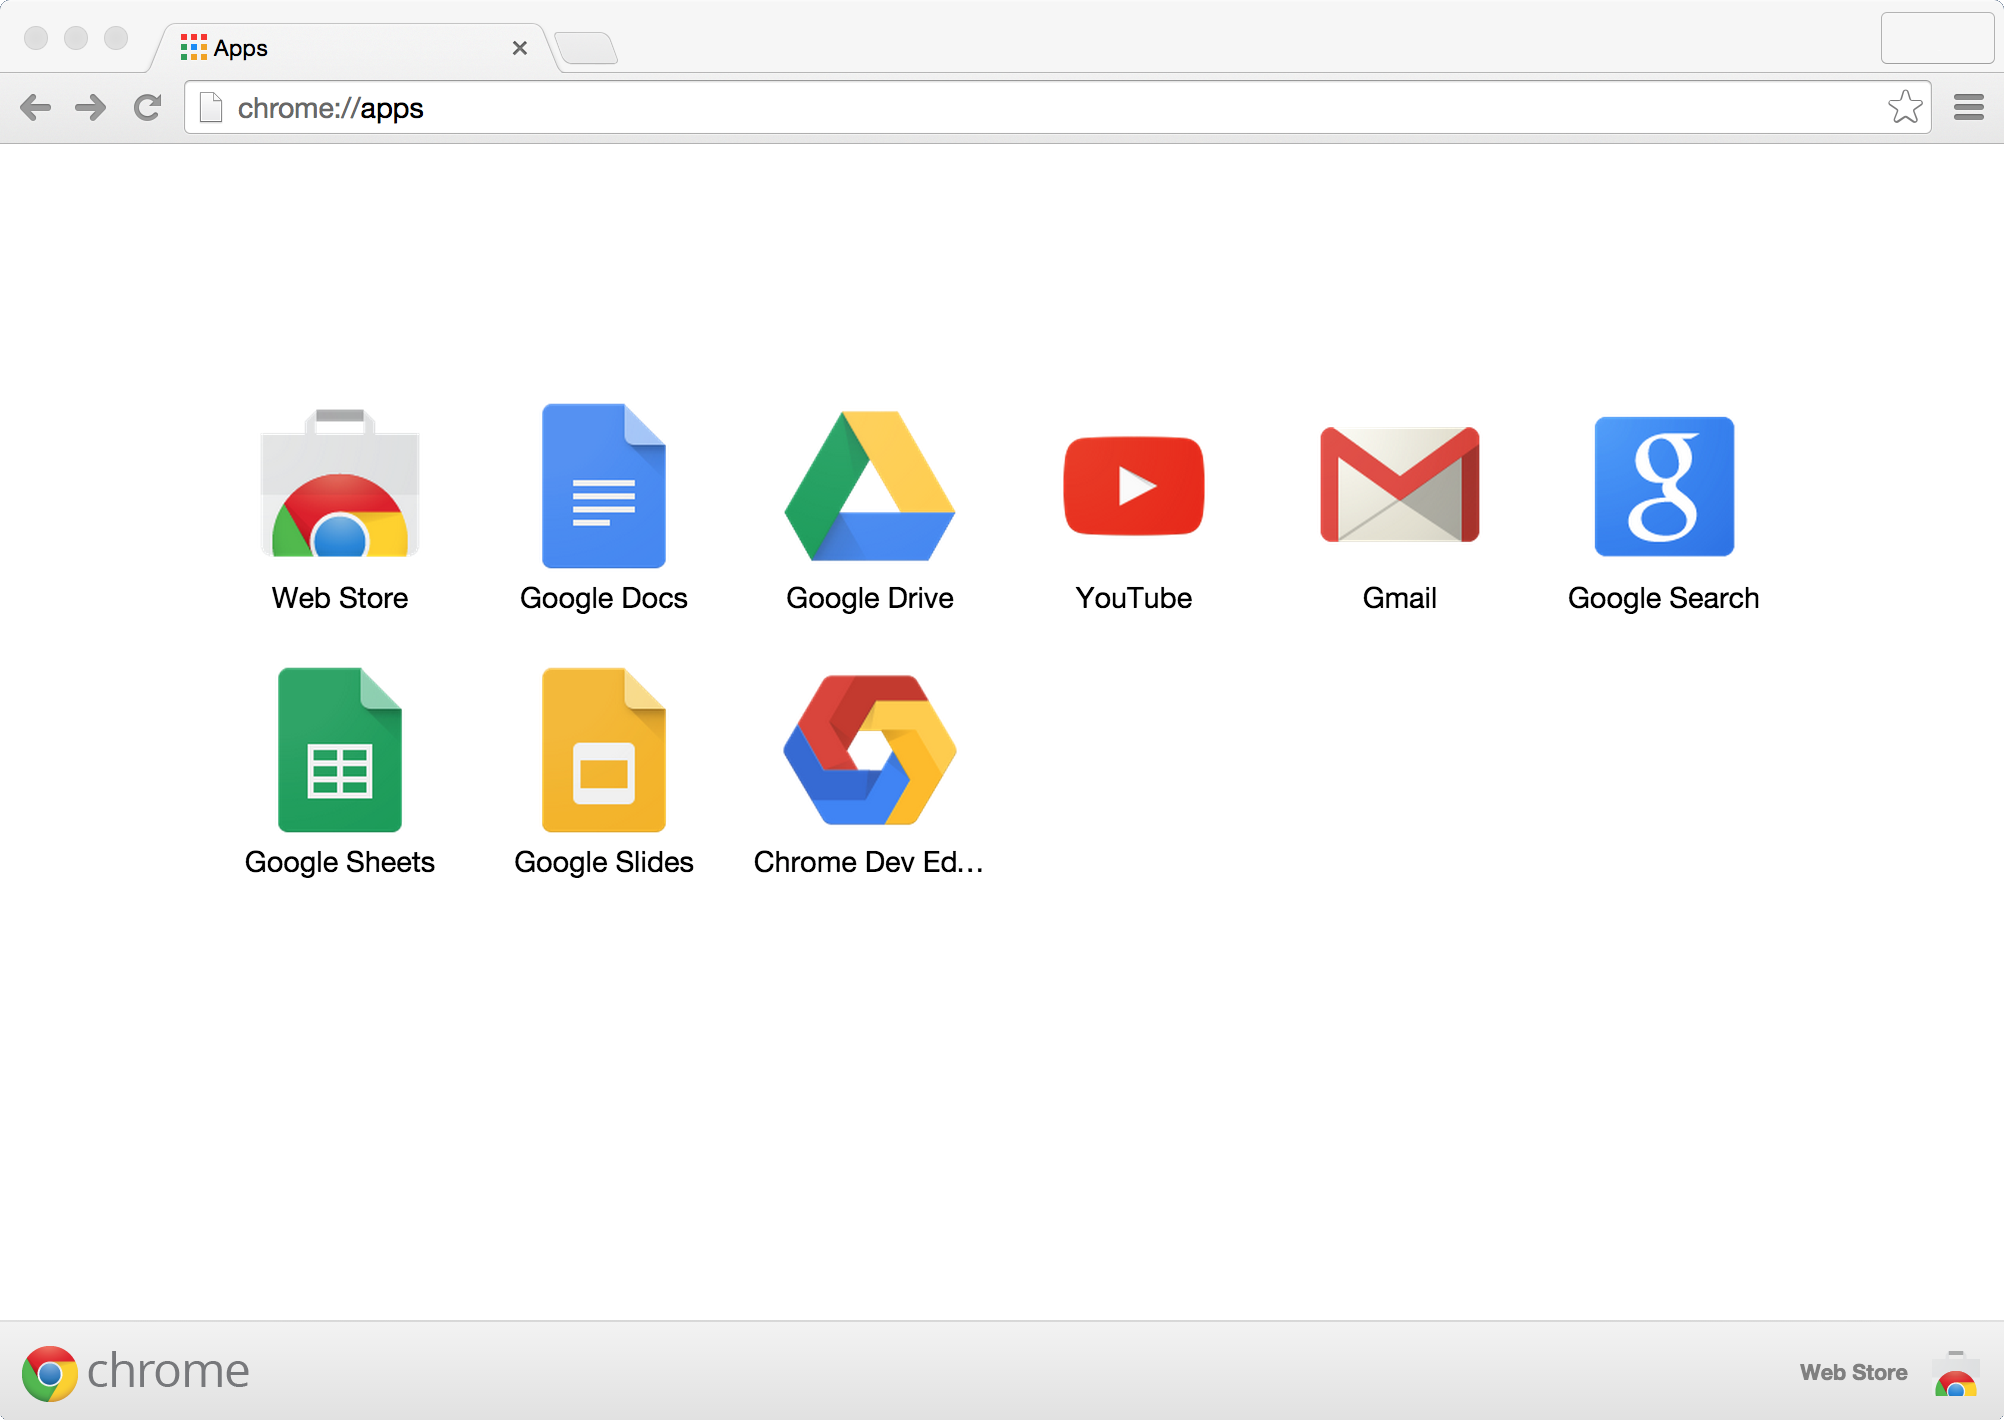 Apps
chrome://apps
Web Store
Google Docs
Google Drive
YouTube
Gmail
Google Search
Google Sheets
Google Slides
Chrome Dev Ed...
chrome
Web Store